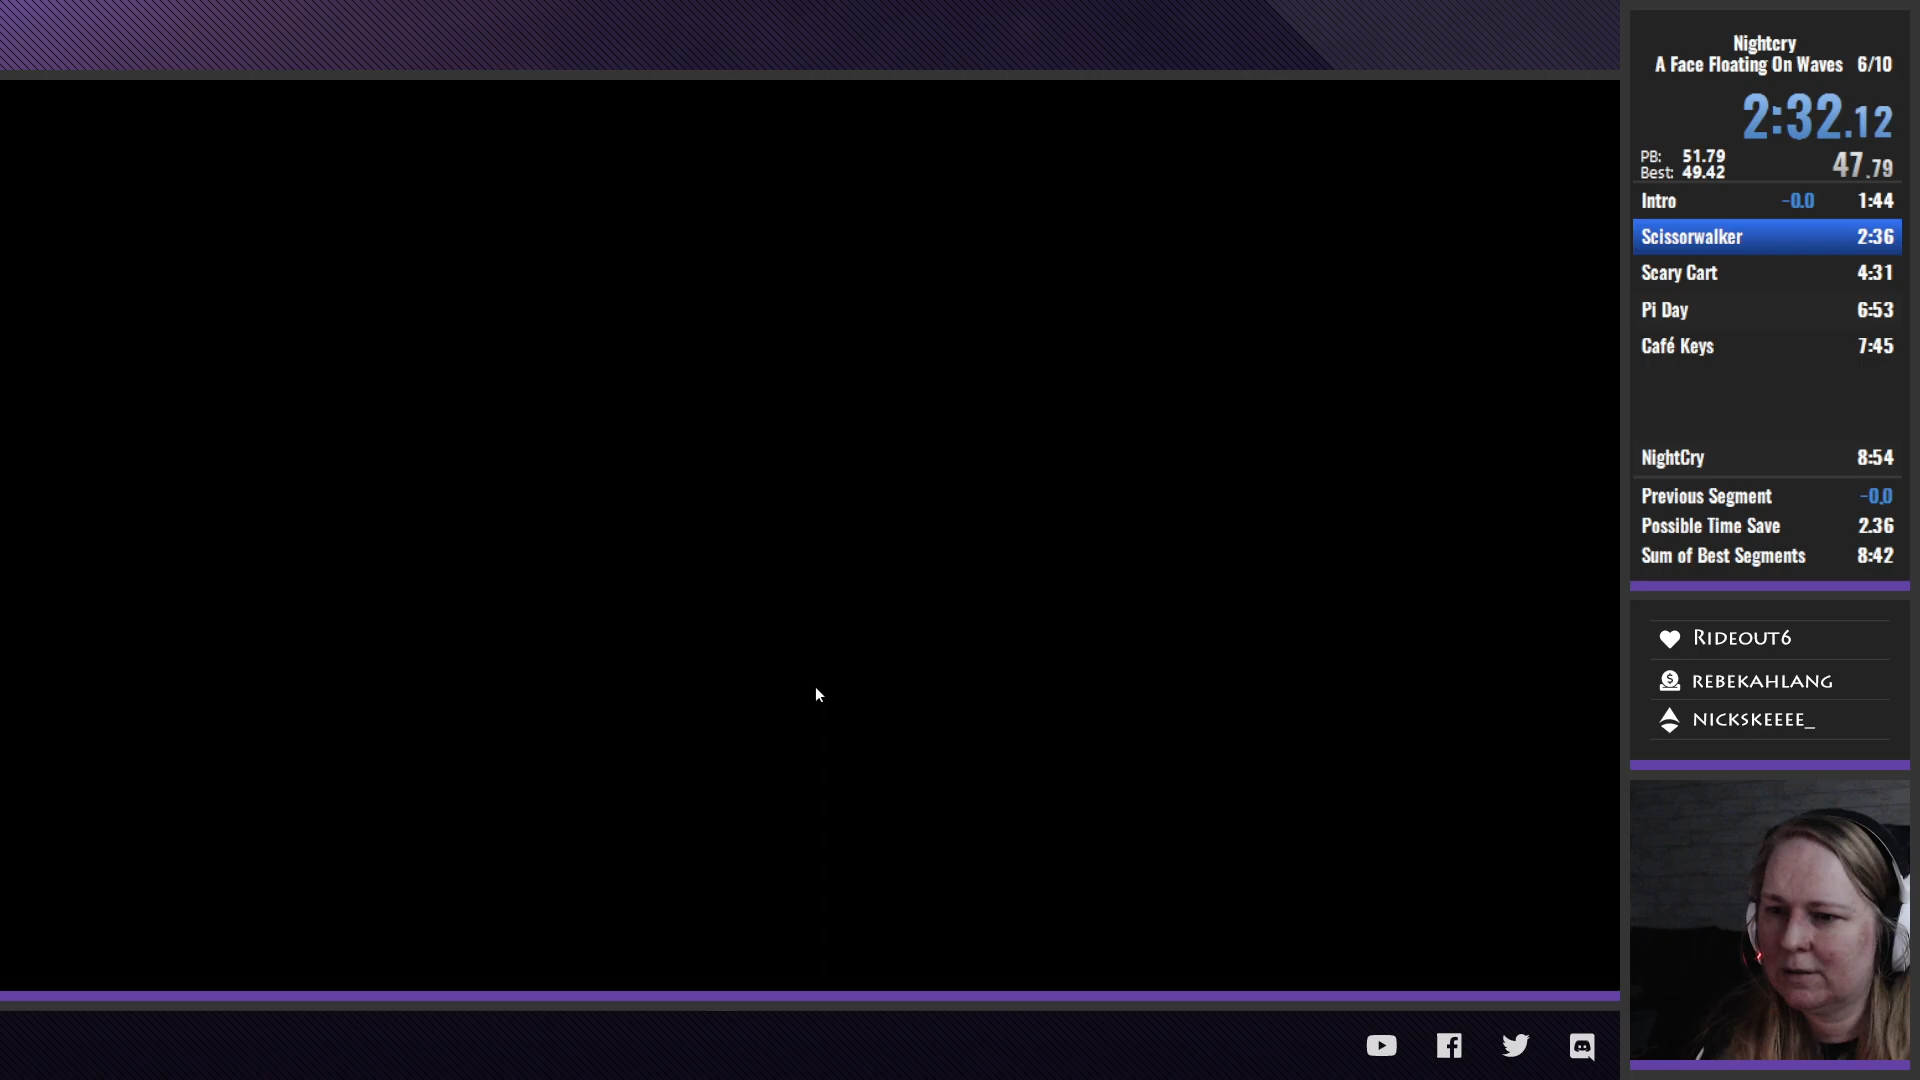 Nightcry
A Face Floating On Waves 6/10
2:32.12
PB: 51.79
Best: 49.42
47.79
Intro -0.0 1:44
Scissorwalker 2:36
Scary Cart 4:31
Pi Day 6:53
Café Keys 7:45
NightCry 8:54
Previous Segment -0.0
Possible Time Save 2.36
Sum of Best Segments 8:42
Rideout6
rebekahlang
nickskeeee_